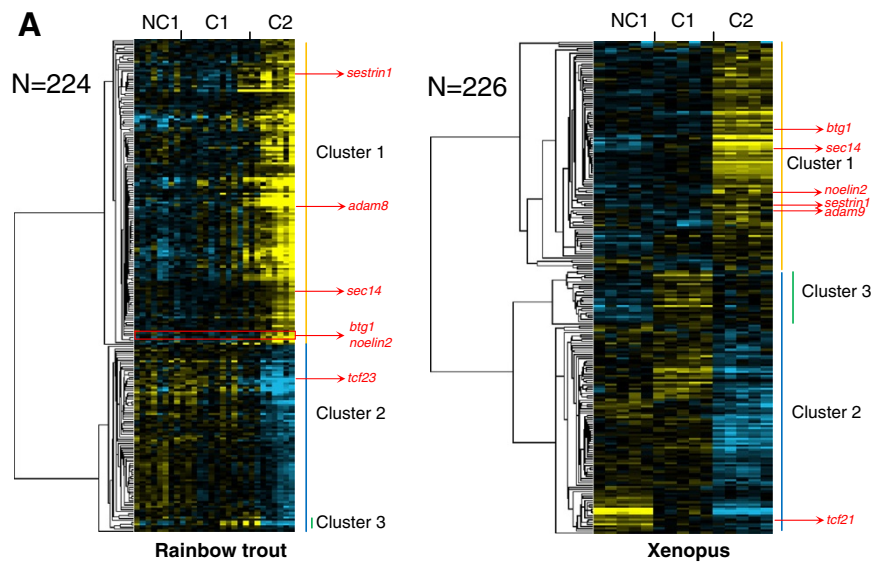 A
NC1 C1 C2
N=224
sestrin1
Cluster 1
adam8
sec14
btg1
noelin2
tcf23
Cluster 2
Cluster 3
Rainbow trout
NC1 C1 C2
N=226
btg1
sec14
Cluster 1
noelin2
sestrin1
adam9
Cluster 3
Cluster 2
tcf21
Xenopus